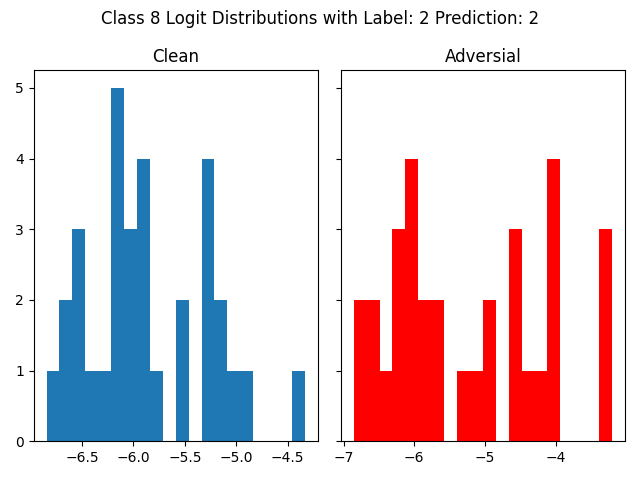 Class 8 Logit Distributions with Label: 2 Prediction: 2
Clean
Adversial
5
4
3
2
1
0
−6.5 −6.0 −5.5 −5.0 −4.5
−7 −6 −5 −4